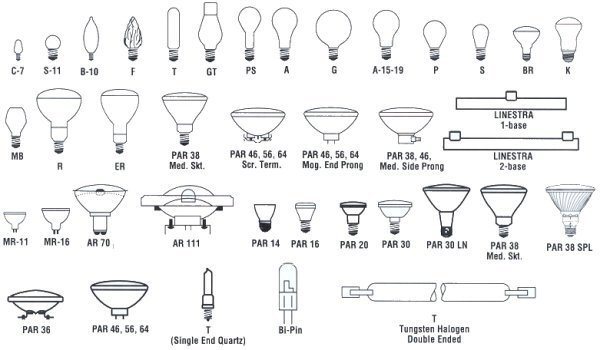 C-7 S-11 B-10 F T GT PS A G A-15-19 P S BR K
LINESTRA
1-base
MB R ER PAR 38
Med. Skt. PAR 46, 56, 64
Scr. Term. PAR 46, 56, 64
Mog. End Prong PAR 38, 46,
Med. Side Prong LINESTRA
2-base
MR-11 MR-16 AR 70 AR 111 PAR 14 PAR 16 PAR 20 PAR 30 PAR 30 LN PAR 38
Med. Skt. PAR 38 SPL
PAR 36 PAR 46, 56, 64 T
(Single End Quartz) Bi-Pin T
Tungsten Halogen
Double Ended